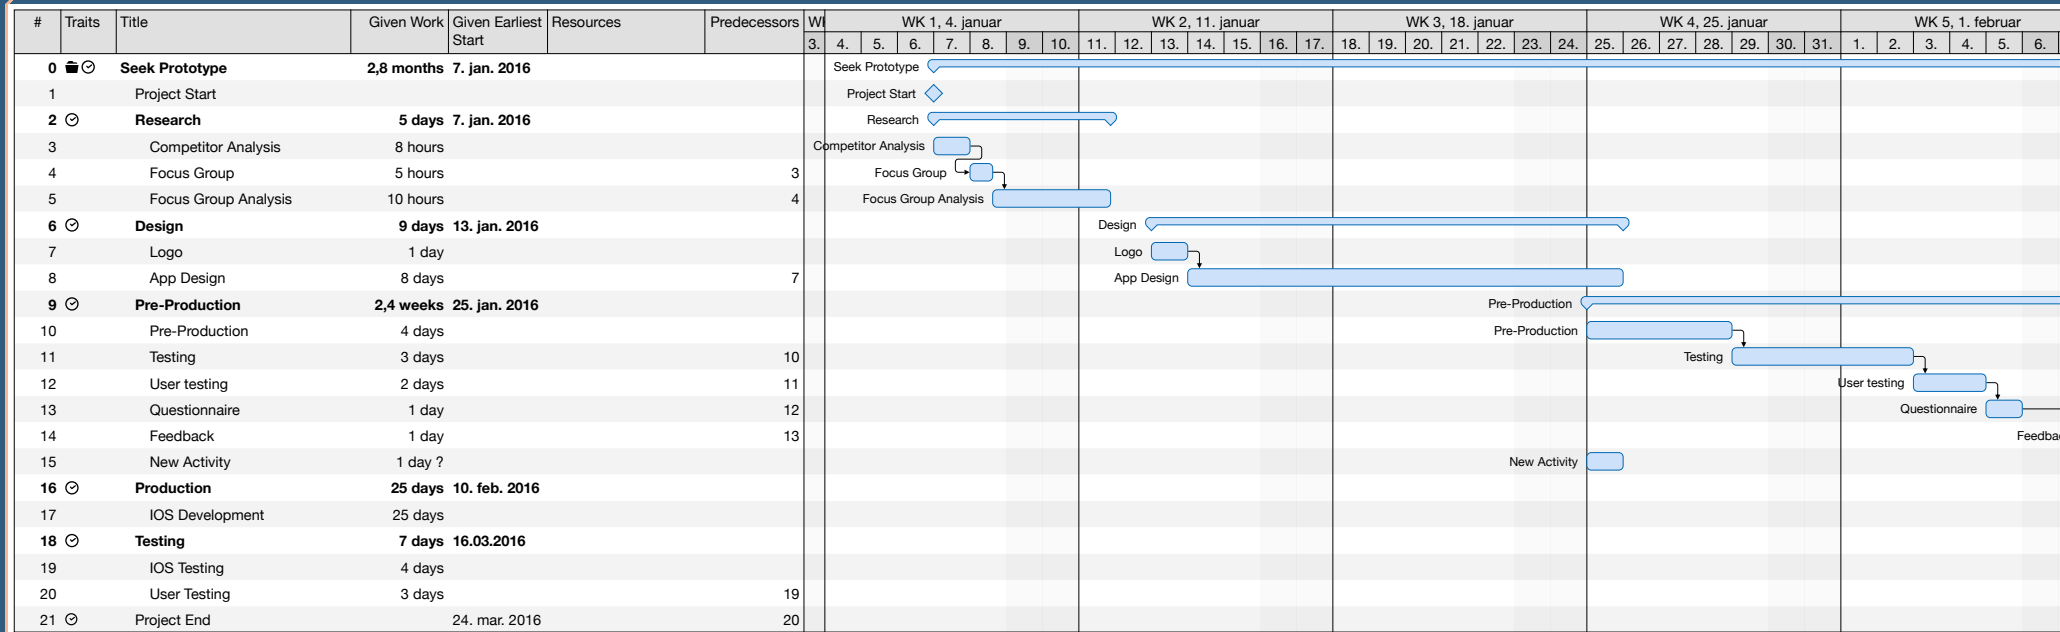 # Traits Title Given Work Given Earliest Resources Predecessors WK 1, 4. januar WK 2, 11. januar WK 3, 18. januar WK 4, 25. januar WK 5, 1. februar
Start 3. 4. 5. 6. 7. 8. 9. 10. 11. 12. 13. 14. 15. 16. 17. 18. 19. 20. 21. 22. 23. 24. 25. 26. 27. 28. 29. 30. 31. 1. 2. 3. 4. 5. 6.
0 Seek Prototype 2,8 months 7. jan. 2016 Seek Prototype
1 Project Start Project Start
2 Research 5 days 7. jan. 2016 Research
3 Competitor Analysis 8 hours Competitor Analysis
4 Focus Group 5 hours 3 Focus Group
5 Focus Group Analysis 10 hours 4 Focus Group Analysis
6 Design 9 days 13. jan. 2016 Design
7 Logo 1 day Logo
8 App Design 8 days 7 App Design
9 Pre-Production 2,4 weeks 25. jan. 2016 Pre-Production
10 Pre-Production 4 days Pre-Production
11 Testing 3 days 10 Testing
12 User testing 2 days 11 User testing
13 Questionnaire 1 day 12 Questionnaire
14 Feedback 1 day 13 Feedba
15 New Activity 1 day ? New Activity
16 Production 25 days 10. feb. 2016
17 IOS Development 25 days
18 Testing 7 days 16.03.2016
19 IOS Testing 4 days
20 User Testing 3 days 19
21 Project End 24. mar. 2016 20